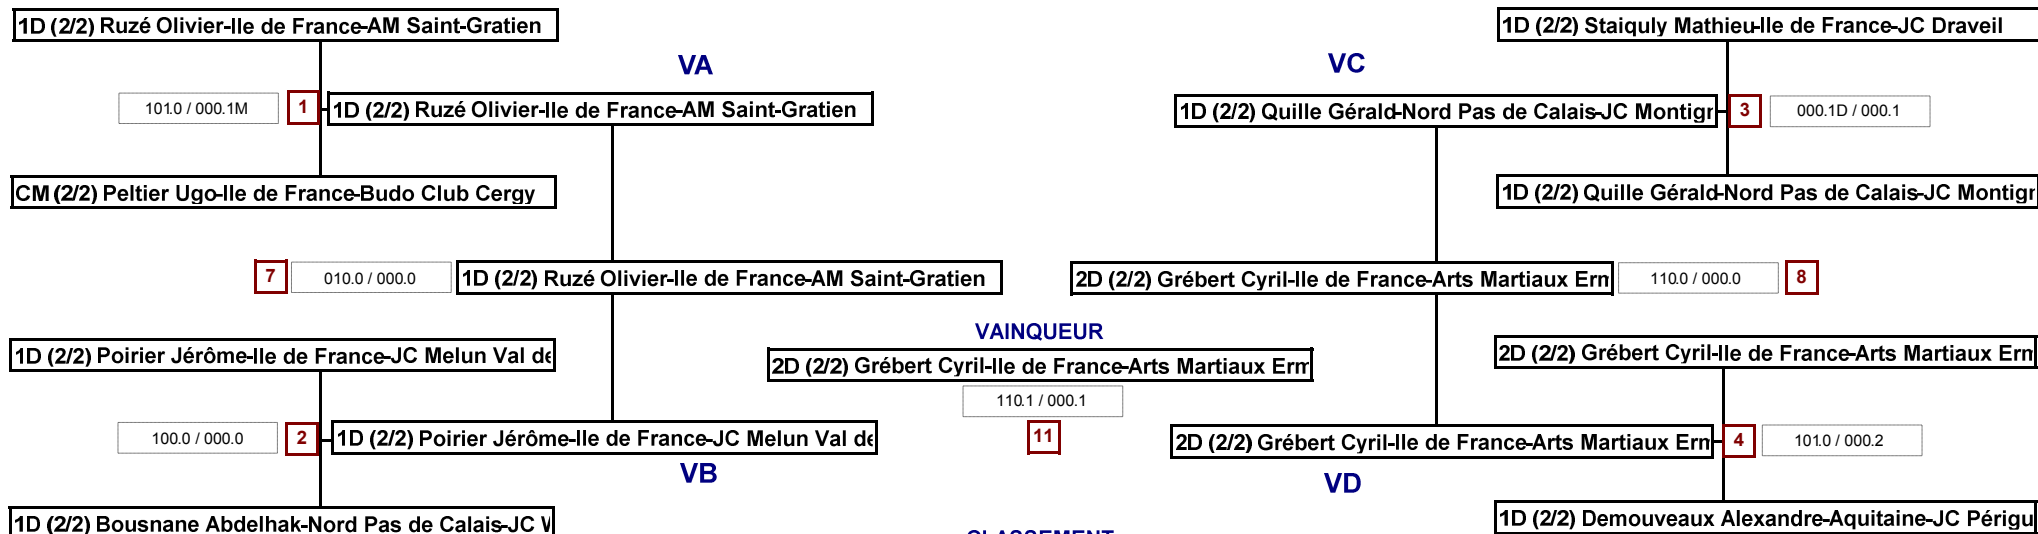 1D (2/2) Ruzé Olivier-Ile de France-AM Saint-Gratien
1D (2/2) Staiquly Mathieu-Ile de France-JC Draveil
VA
VC
101.0 / 000.1M
1
1D (2/2) Ruzé Olivier-Ile de France-AM Saint-Gratien
1D (2/2) Quille Gérald-Nord Pas de Calais-JC
3
000.1D / 000.1
CM (2/2) Peltier Ugo-Ile de France-Budo Club Cergy
1D (2/2) Quille Gérald-Nord Pas de Calais-JC
7
010.0 / 000.0
1D (2/2) Ruzé Olivier-Ile de France-AM Saint-Gratien
2D (2/2) Grébert Cyril-Ile de France-Arts Martiaux
110.0 / 000.0
8
VAINQUEUR
1D (2/2) Poirier Jérôme-Ile de France-JC Melun Val
2D (2/2) Grébert Cyril-Ile de France-Arts Martiaux
2D (2/2) Grébert Cyril-Ile de France-Arts Martiaux
110.1 / 000.1
100.0 / 000.0
2
1D (2/2) Poirier Jérôme-Ile de France-JC Melun Val
11
2D (2/2) Grébert Cyril-Ile de France-Arts Martiaux
4
101.0 / 000.2
VB
VD
1D (2/2) Bousnane Abdelhak-Nord Pas de Calais-JC
1D (2/2) Demouveaux Alexandre-Aquitaine-JC